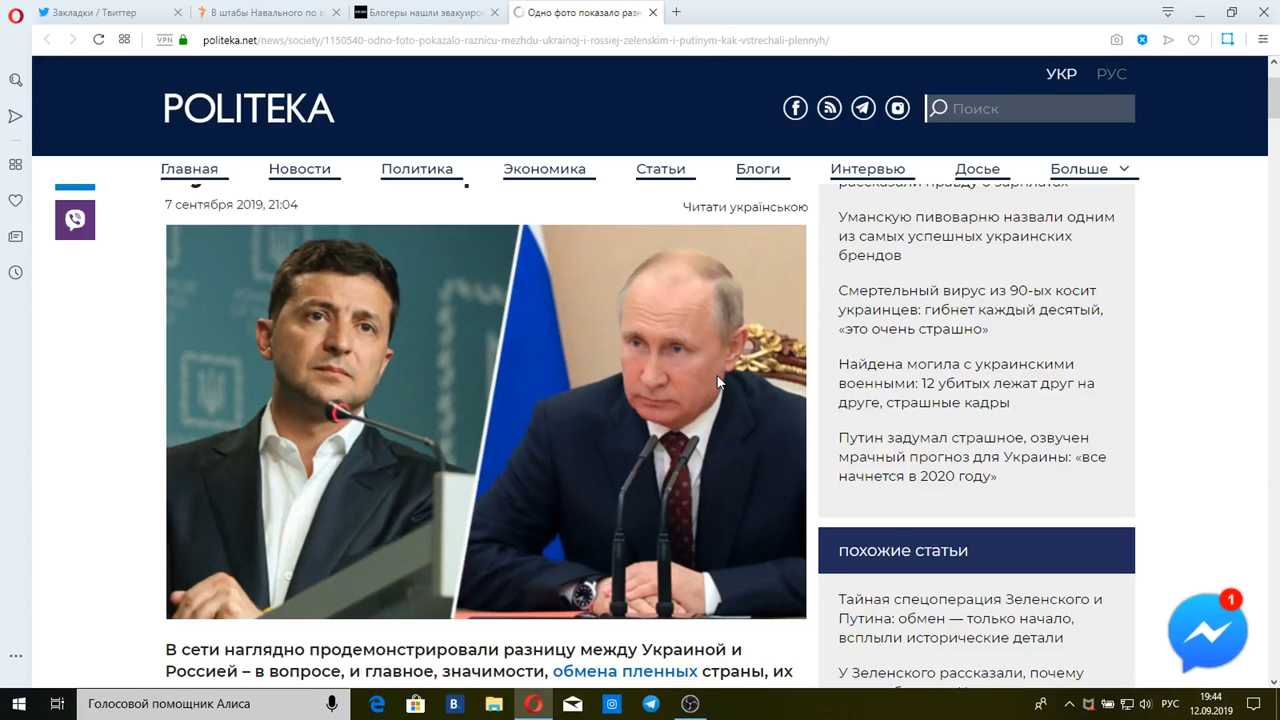 Закладки / Твиттер
В штабы Навального по в
Блогеры нашли эвакуиров
Одно фото показало разн
VPN
politeka.net/news/society/1150540-odno-foto-pokazalo-raznicu-mezhdu-ukrainoj-i-rossiej-zelenskim-i-putinym-kak-vstrechali-plennyh/
УКР РУС
POLITEKA
Поиск
Главная Новости Политика Экономика Статьи Блоги Интервью Досье Больше
рассказали правду о зарплатах
7 сентября 2019, 21:04
Читати українською
Уманскую пивоварню назвали одним
из самых успешных украинских
брендов
Смертельный вирус из 90-ых косит
украинцев: гибнет каждый десятый,
«это очень страшно»
Найдена могила с украинскими
военными: 12 убитых лежат друг на
друге, страшные кадры
Путин задумал страшное, озвучен
мрачный прогноз для Украины: «все
начнется в 2020 году»
похожие статьи
Тайная спецоперация Зеленского и
Путина: обмен — только начало,
всплыли исторические детали
У Зеленского рассказали, почему
В сети наглядно продемонстрировали разницу между Украиной и
Россией – в вопросе, и главное, значимости, обмена пленных страны, их
1
Голосовой помощник Алиса
РУС
19:44
12.09.2019